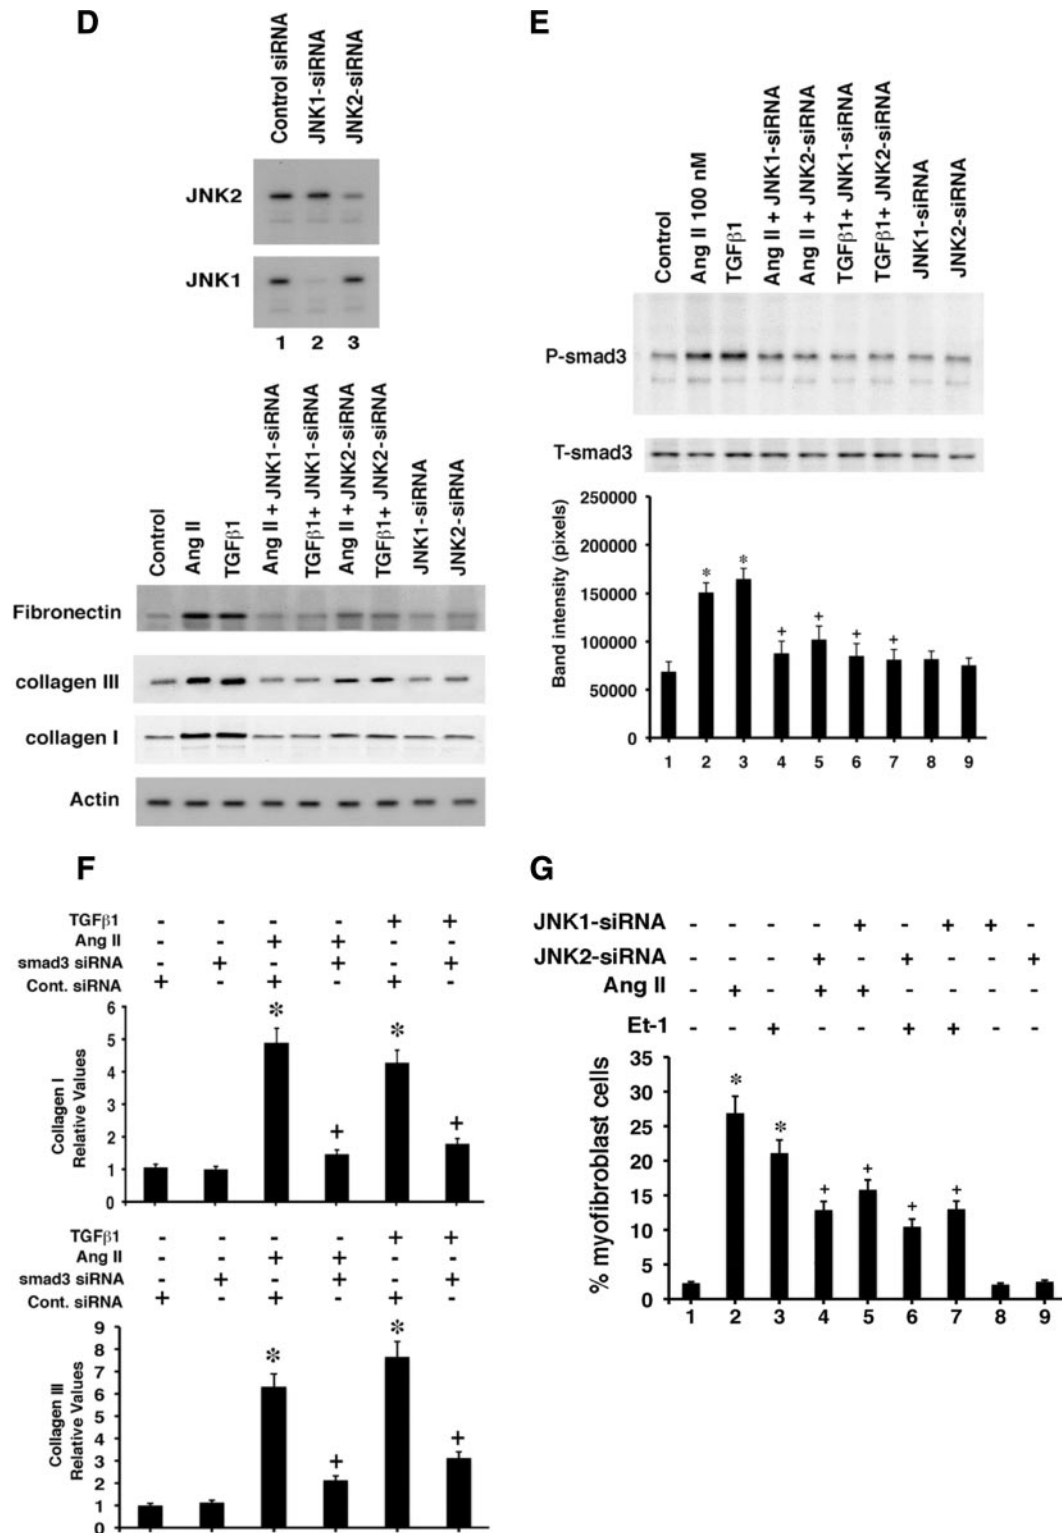 D
Control siRNA
JNK1-siRNA
JNK2-siRNA
JNK2
JNK1
1 2 3
Control
Ang II
TGFβ1
Ang II + JNK1-siRNA
TGFβ1+ JNK1-siRNA
Ang II + JNK2-siRNA
TGFβ1+ JNK2-siRNA
JNK1-siRNA
JNK2-siRNA
Fibronectin
collagen III
collagen I
Actin
E
Control
Ang II 100 nM
TGFβ1
Ang II + JNK1-siRNA
Ang II + JNK2-siRNA
TGFβ1+ JNK1-siRNA
TGFβ1+ JNK2-siRNA
JNK1-siRNA
JNK2-siRNA
P-smad3
T-smad3
Band intensity (pixels)
250000
200000
150000
100000
50000
0
* * + + + +
1 2 3 4 5 6 7 8 9
F
TGFβ1 - - - - + +
Ang II - - + + - -
smad3 siRNA - + - + - +
Cont. siRNA + - + - + -
Collagen I
Relative Values
6
5
4
3
2
1
0
* + * +
TGFβ1 - - - - + +
Ang II - - + + - -
smad3 siRNA - + - + - +
Cont. siRNA + - + - + -
Collagen III
Relative Values
9
8
7
6
5
4
3
2
1
0
* + * +
G
JNK1-siRNA - - - - + - + + -
JNK2-siRNA - - - + - + - - +
Ang II - + - + + - - - -
Et-1 - - + - - + + - -
% myofibroblast cells
35
30
25
20
15
10
5
0
* * + + + +
1 2 3 4 5 6 7 8 9